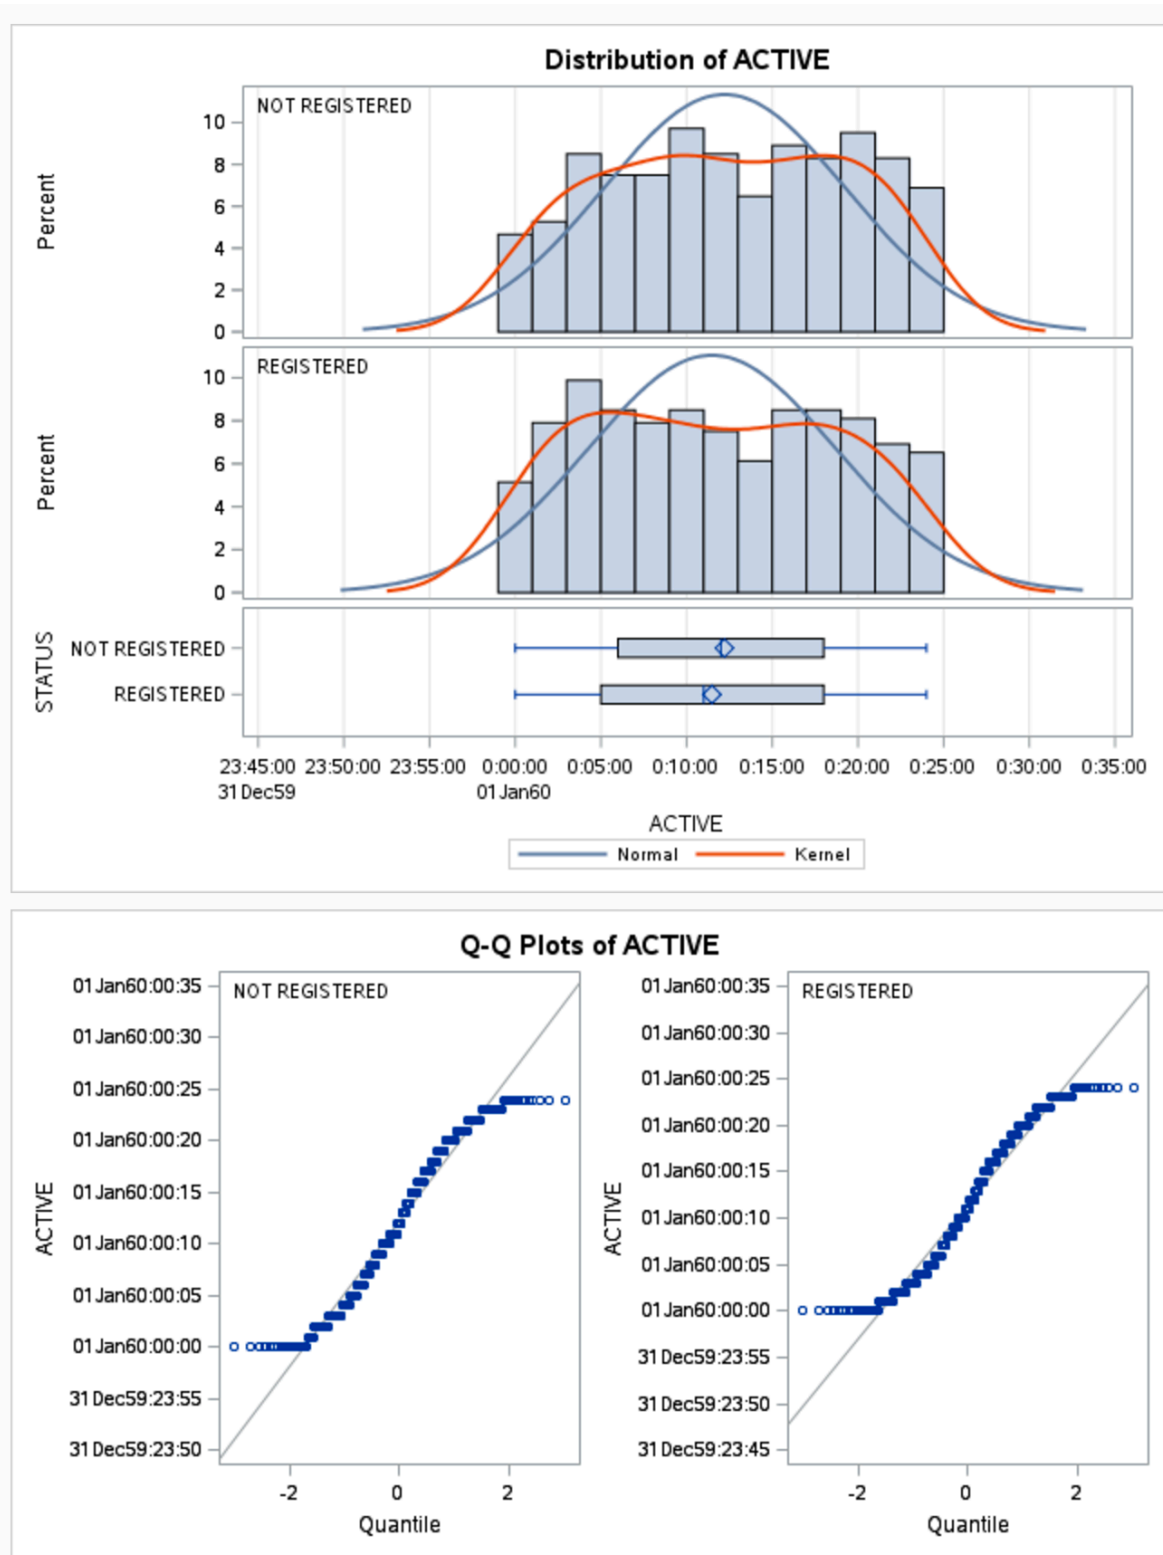 Distribution of ACTIVE
NOT REGISTERED
10
8
6
4
2
0
Percent
REGISTERED
10
8
6
4
2
0
Percent
STATUS
NOT REGISTERED
REGISTERED
23:45:00 23:50:00 23:55:00 0:00:00 0:05:00 0:10:00 0:15:00 0:20:00 0:25:00 0:30:00 0:35:00
31Dec59 01Jan60
ACTIVE
Normal Kernel
Q-Q Plots of ACTIVE
NOT REGISTERED
01Jan60:00:35
01Jan60:00:30
01Jan60:00:25
01Jan60:00:20
01Jan60:00:15
01Jan60:00:10
01Jan60:00:05
01Jan60:00:00
31Dec59:23:55
31Dec59:23:50
ACTIVE
-2 0 2
Quantile
REGISTERED
01Jan60:00:35
01Jan60:00:30
01Jan60:00:25
01Jan60:00:20
01Jan60:00:15
01Jan60:00:10
01Jan60:00:05
01Jan60:00:00
31Dec59:23:55
31Dec59:23:50
31Dec59:23:45
ACTIVE
-2 0 2
Quantile